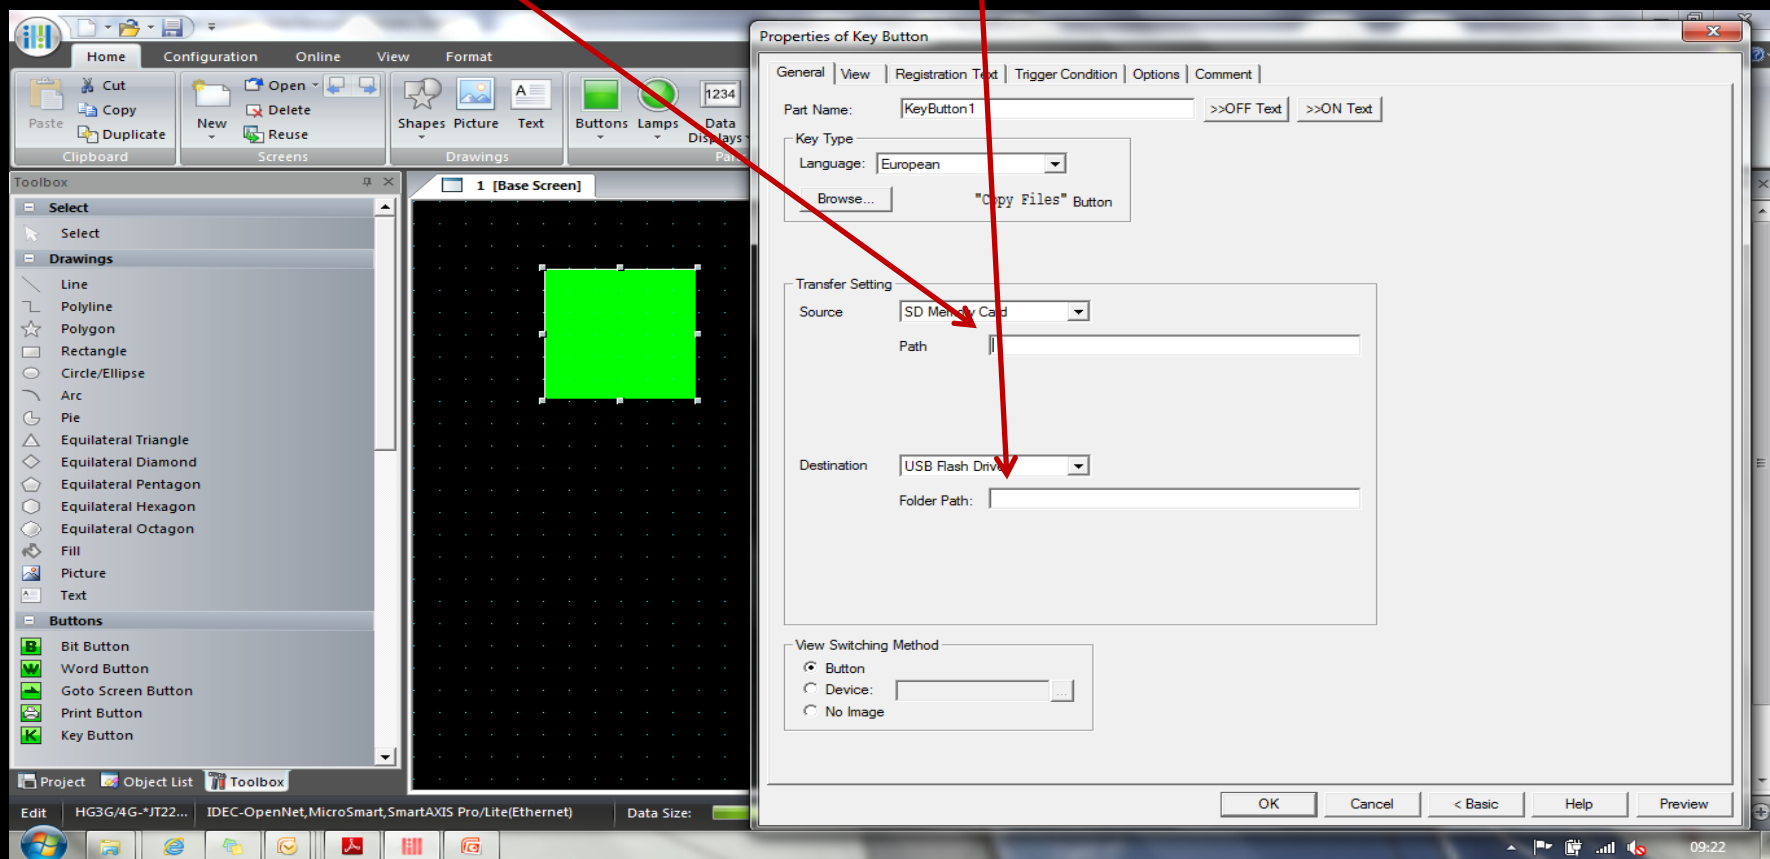 Home Configuration Online View Format
Cut
Copy
Duplicate
Paste
Clipboard
Open
Delete
Reuse
New
Screens
Shapes Picture Text
Drawings
A
1234
Buttons Lamps Data Displays
Toolbox
Select
Select
Drawings
Line
Polyline
Polygon
Rectangle
Circle/Ellipse
Arc
Pie
Equilateral Triangle
Equilateral Diamond
Equilateral Pentagon
Equilateral Hexagon
Equilateral Octagon
Fill
Picture
Text
Buttons
B Bit Button
W Word Button
Goto Screen Button
Print Button
K Key Button
Project Object List Toolbox
1 [Base Screen]
Edit HG3G/4G-*JT22... IDEC-OpenNet,MicroSmart,SmartAXIS Pro/Lite(Ethernet) Data Size:
Properties of Key Button
General View Registration Text Trigger Condition Options Comment
Part Name: KeyButton1 >>OFF Text >>ON Text
Key Type
Language: European
Browse... "Copy Files" Button
Transfer Setting
Source SD Memory Card
Path
Destination USB Flash Drive
Folder Path:
View Switching Method
Button
Device: ...
No Image
OK Cancel < Basic Help Preview
09:22